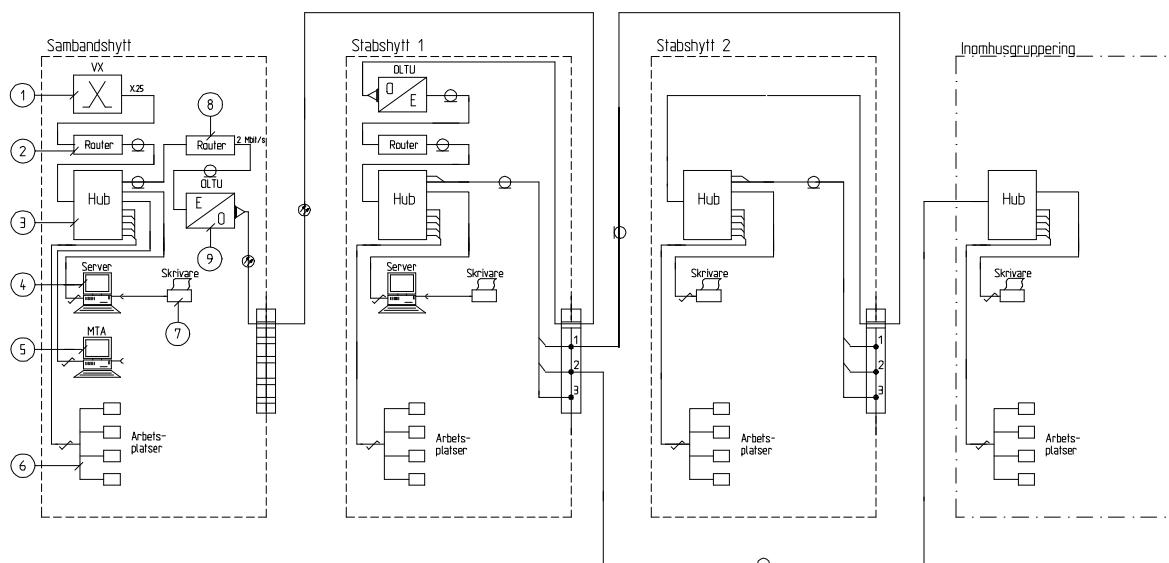 Sambandshytt
VX
1
X.25
2
Router
8
Router
2 Mbit/s
OLTU
3
Hub
E
O
9
4
Server
Skrivare
7
5
MTA
6
Arbets-
platser
Stabshytt 1
OLTU
O
E
Router
Hub
Server
Skrivare
1
2
3
Arbets-
platser
Stabshytt 2
Hub
Skrivare
1
2
3
Arbets-
platser
Inomhusgruppering
Hub
Skrivare
Arbets-
platser